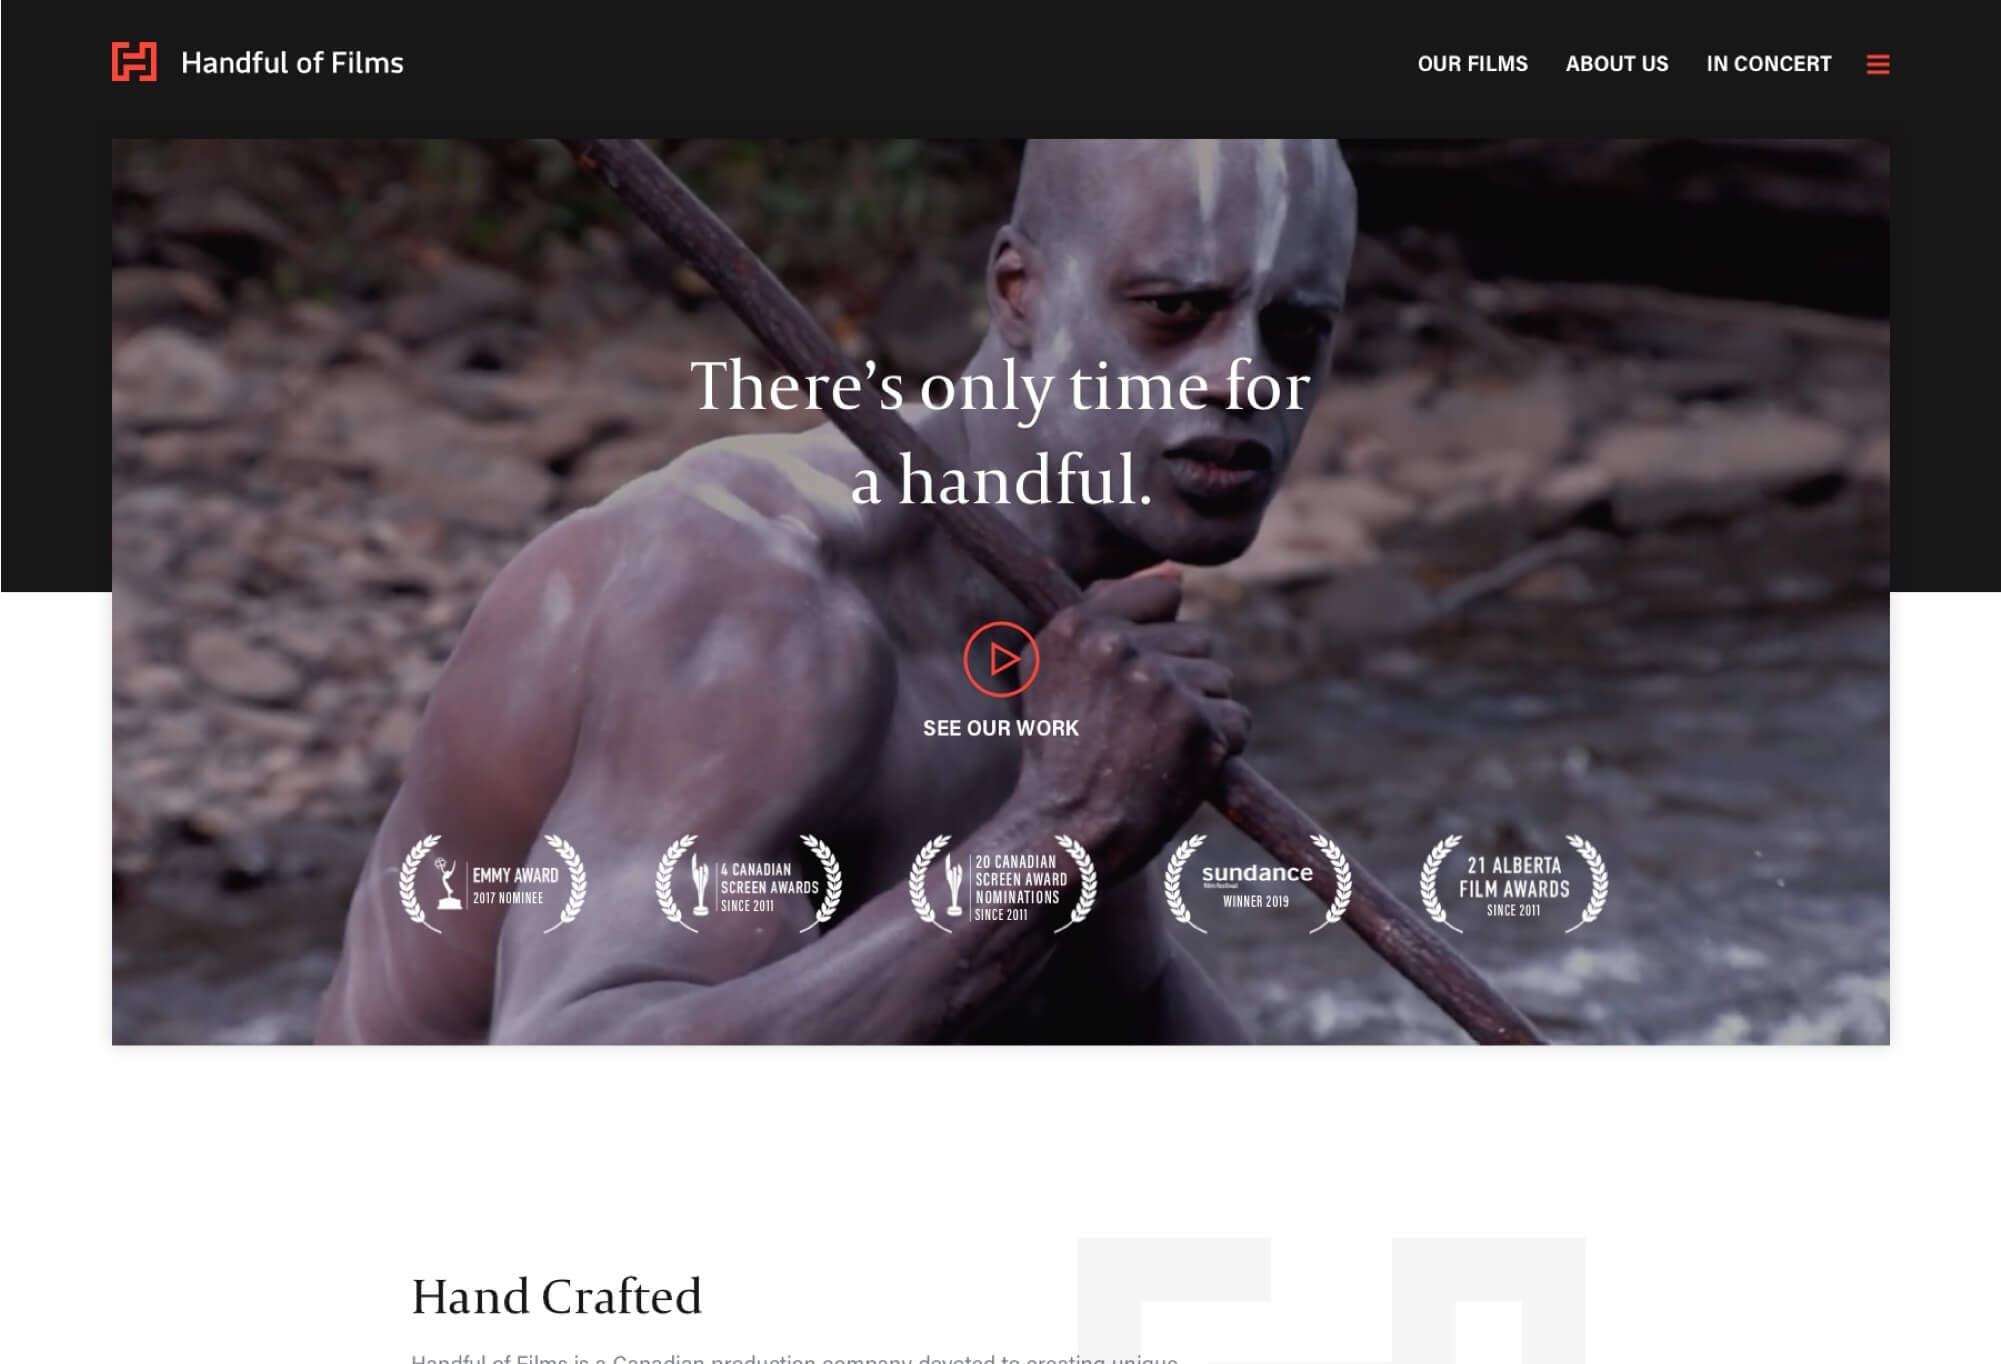 Handful of Films
OUR FILMS
ABOUT US
IN CONCERT
There’s only time for
a handful.
SEE OUR WORK
EMMY AWARD
2017 NOMINEE
4 CANADIAN
SCREEN AWARDS
SINCE 2011
20 CANADIAN
SCREEN AWARD
NOMINATIONS
SINCE 2011
sundance
film festival
WINNER 2019
21 ALBERTA
FILM AWARDS
SINCE 2011
Hand Crafted
Handful of Films is a Canadian production company devoted to creating unique